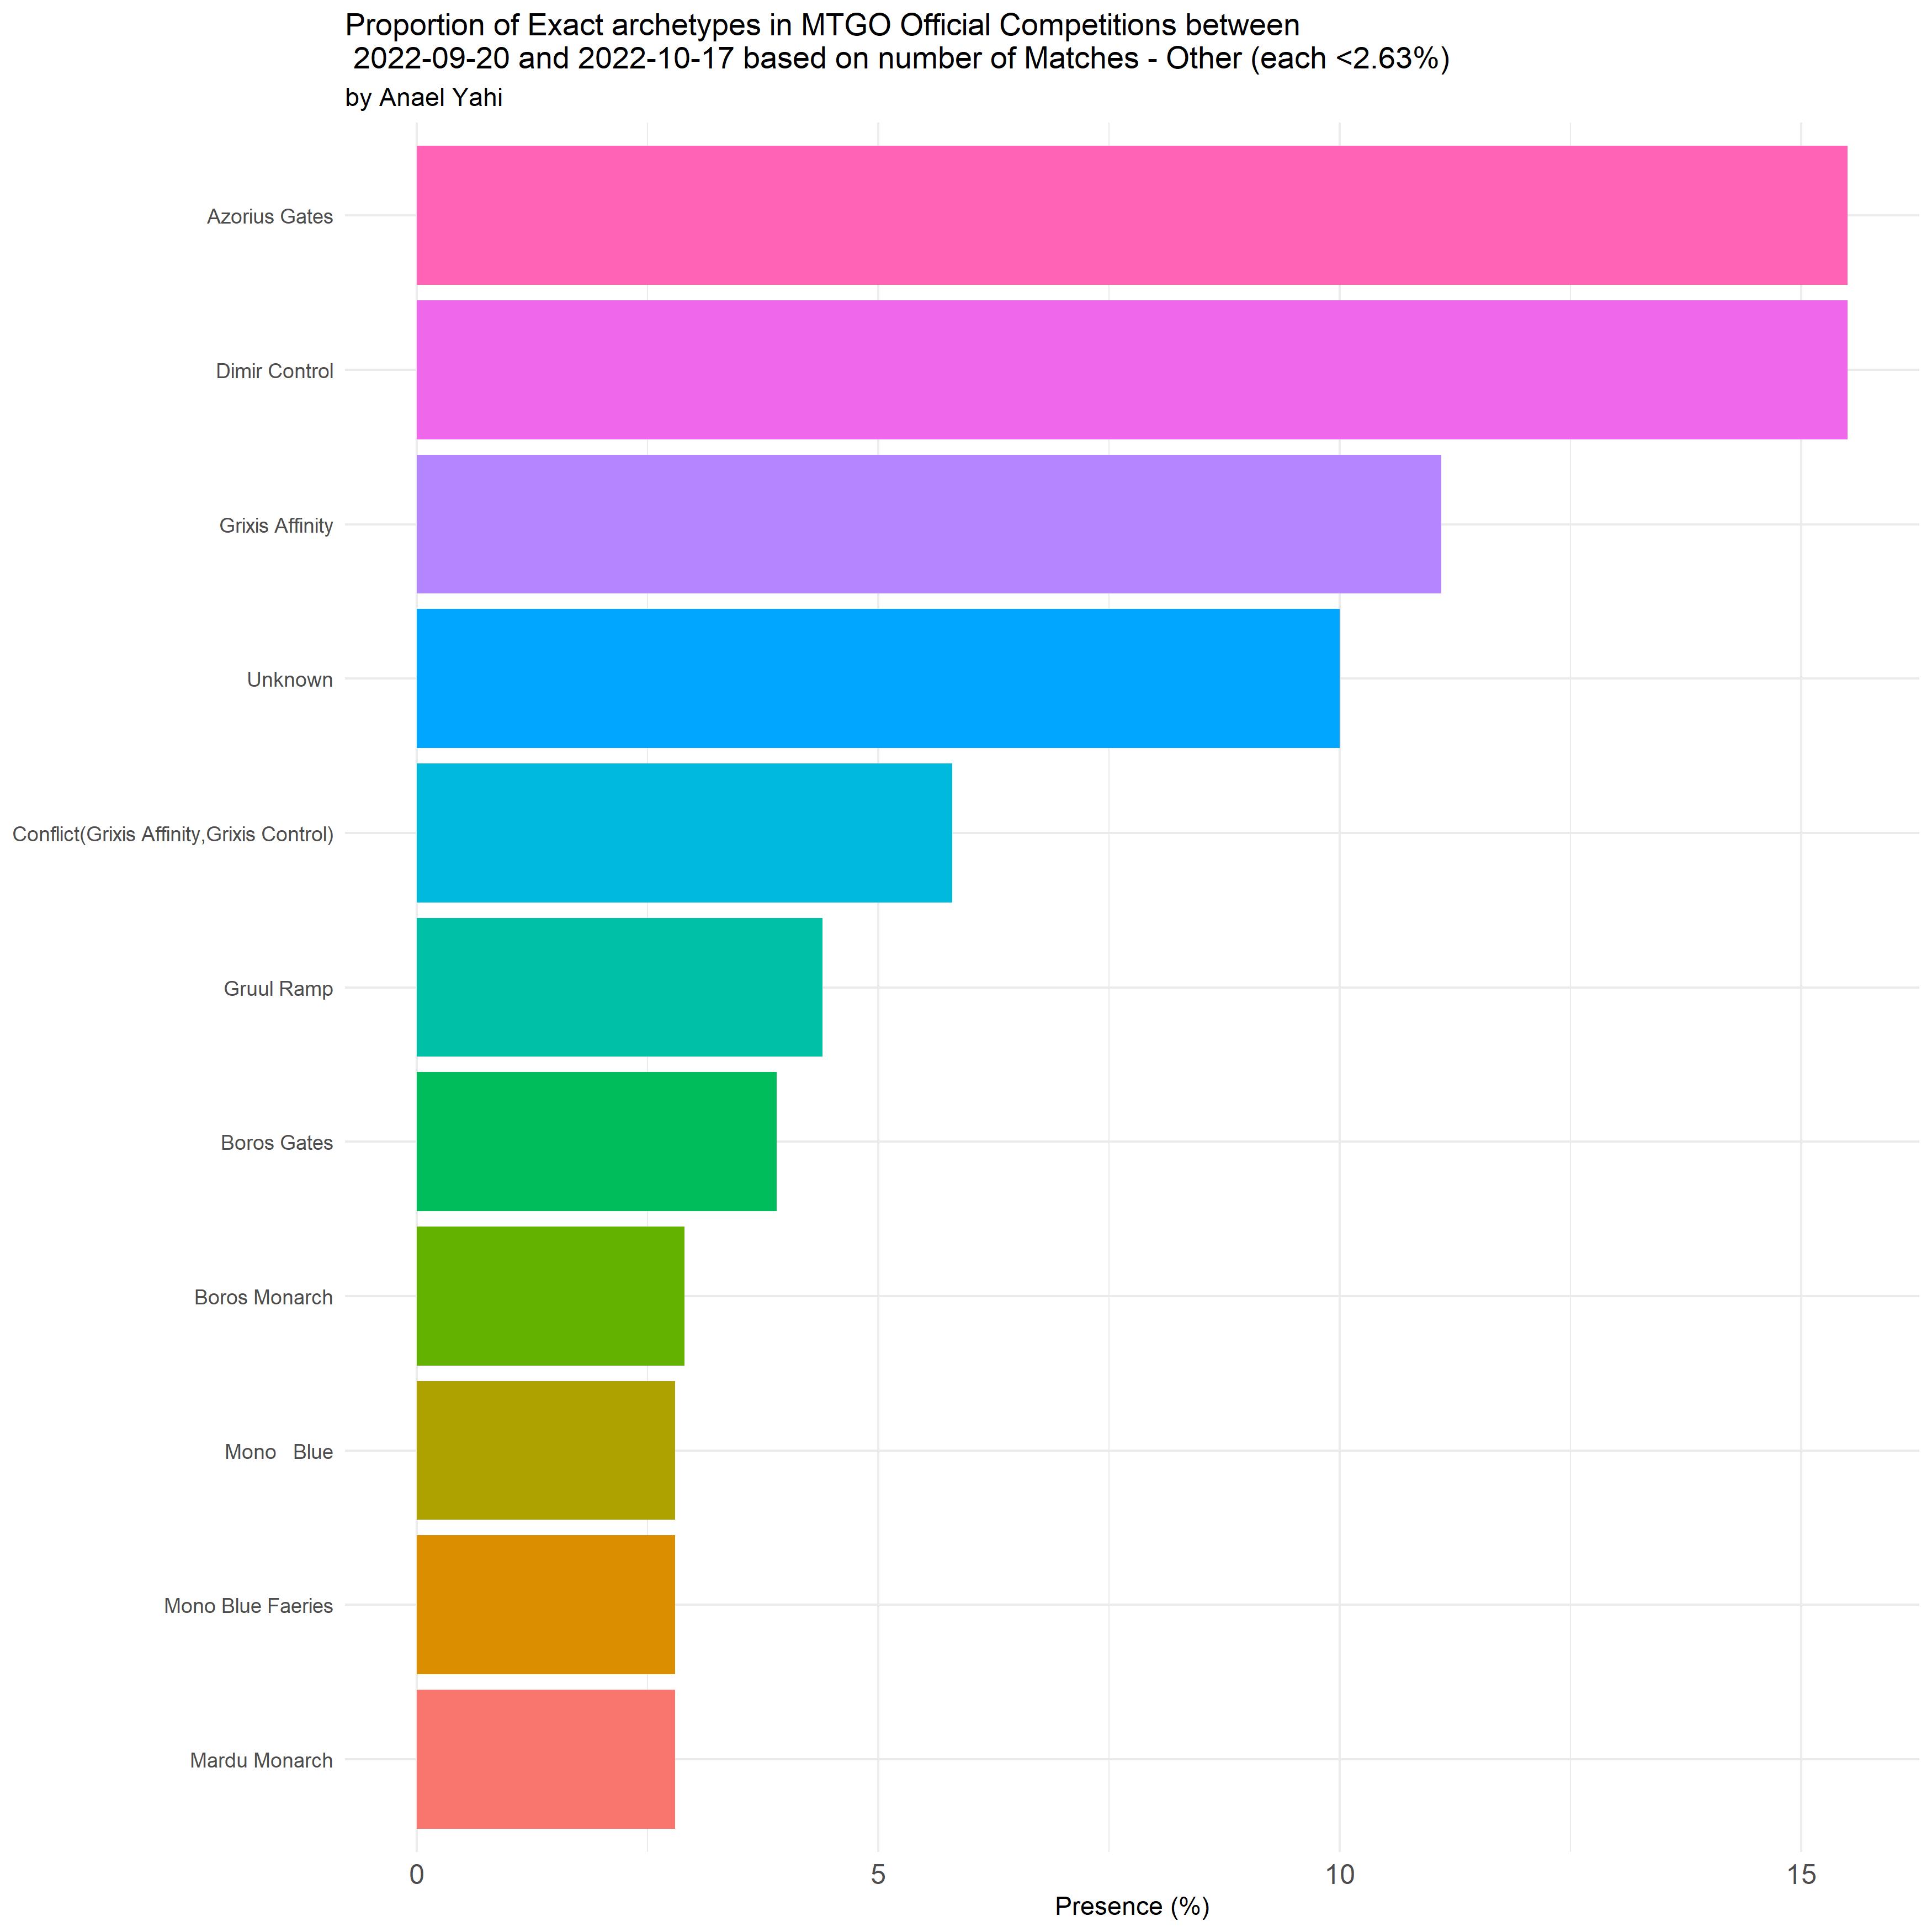 Proportion of Exact archetypes in MTGO Official Competitions between
2022-09-20 and 2022-10-17 based on number of Matches - Other (each <2.63%)
by Anael Yahi
Azorius Gates
Dimir Control
Grixis Affinity
Unknown
Conflict(Grixis Affinity,Grixis Control)
Gruul Ramp
Boros Gates
Boros Monarch
Mono   Blue
Mono Blue Faeries
Mardu Monarch
0 5 10 15
Presence (%)